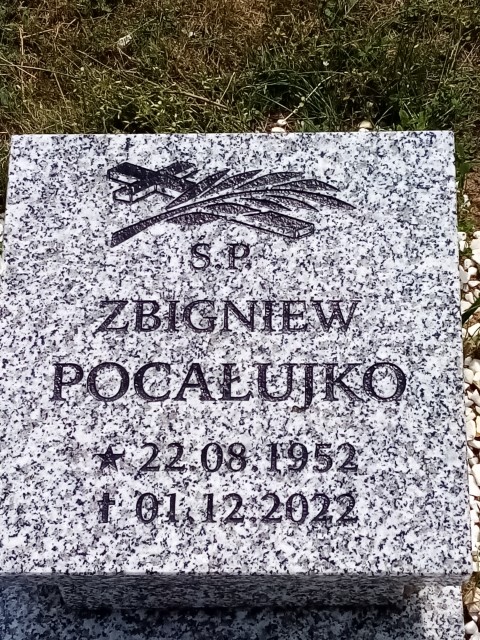 Ś.P.
ZBIGNIEW
POCAŁUJKO
★ 22.08.1952
† 01.12.2022